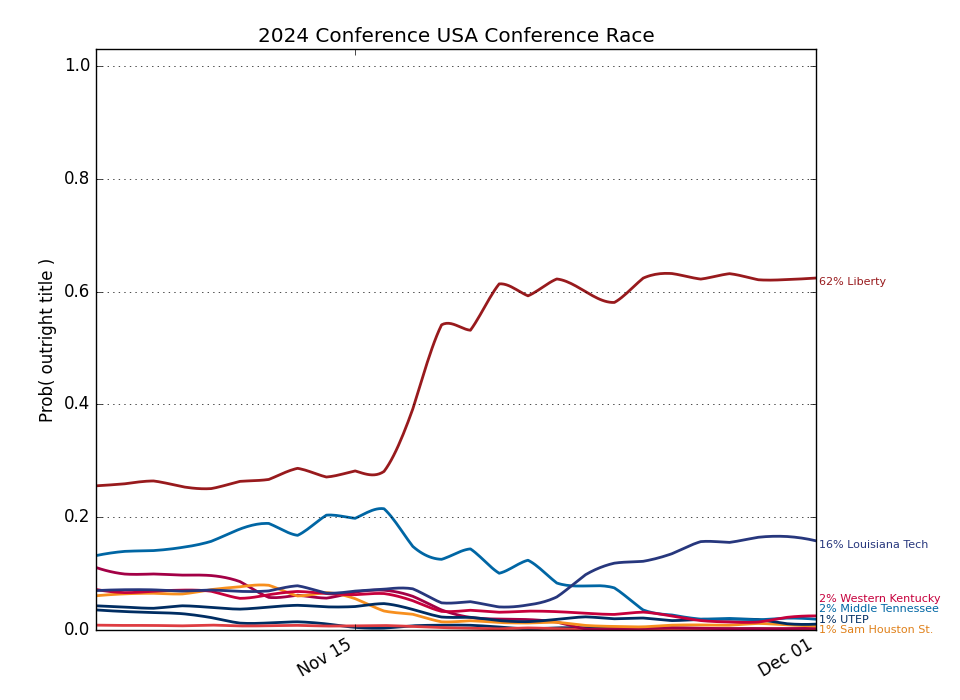 2024 Conference USA Conference Race
1.0
0.8
0.6
0.4
0.2
0.0
Prob( outright title )
Nov 15
Dec 01
62% Liberty
16% Louisiana Tech
2% Western Kentucky
2% Middle Tennessee
1% UTEP
1% Sam Houston St.